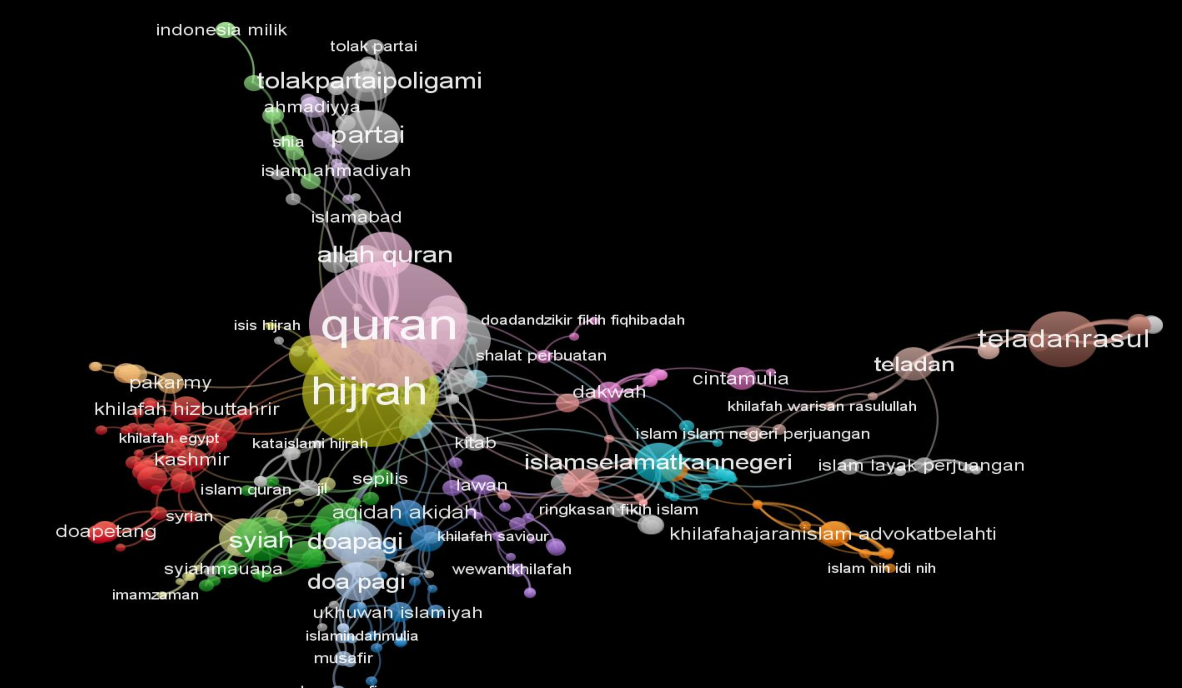 indonesia milik
tolak partai
tolakpartaipoligami
ahmadiyya
partai
shia
islam ahmadiyah
islamabad
allah quran
quran
isis hijrah
doadandzikir fikih fiqhibadah
teladanrasul
shalat perbuatan
teladan
pakarmy
hijrah
dakwah
cintamulia
khilafah hizbuttahrir
khilafah warisan rasulullah
khilafah egypt
kataislami hijrah
kitab
islam islam negeri perjuangan
kashmir
islamselamatkannegeri
islam layak perjuangan
islam quran
jil
sepilis
lawan
syrian
aqidah akidah
ringkasan fikih islam
doapetang
syiah
doapagi
khilafah saviour
khilafahajaranislam advokatbelahti
syiahmauapa
doa pagi
wewantkhilafah
islam nih idi nih
imamzaman
ukhuwah islamiyah
islamindahmulia
musafir